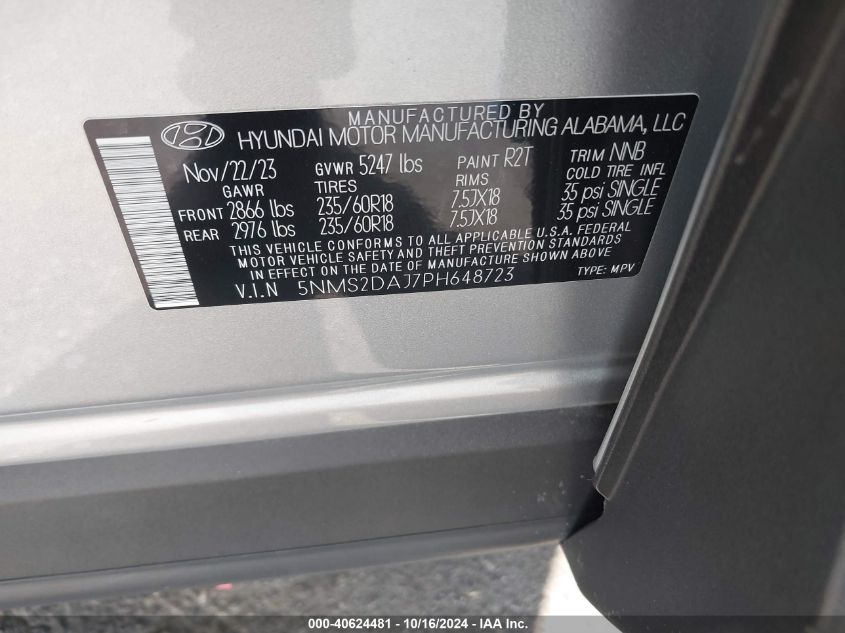 MANUFACTURED BY
HYUNDAI MOTOR MANUFACTURING ALABAMA, LLC
Nov/22/23 GVWR 5247 lbs PAINT R2T TRIM NNB
GAWR TIRES RIMS COLD TIRE INFL
FRONT 2866 lbs 235/60R18 7.5JX18 35 psi SINGLE
REAR 2976 lbs 235/60R18 7.5JX18 35 psi SINGLE
THIS VEHICLE CONFORMS TO ALL APPLICABLE U.S.A. FEDERAL
MOTOR VEHICLE SAFETY AND THEFT PREVENTION STANDARDS
IN EFFECT ON THE DATE OF MANUFACTURE SHOWN ABOVE.
V.I.N 5NMS2DAJ7PH648723 TYPE: MPV
000-40624481 - 10/16/2024 - IAA Inc.